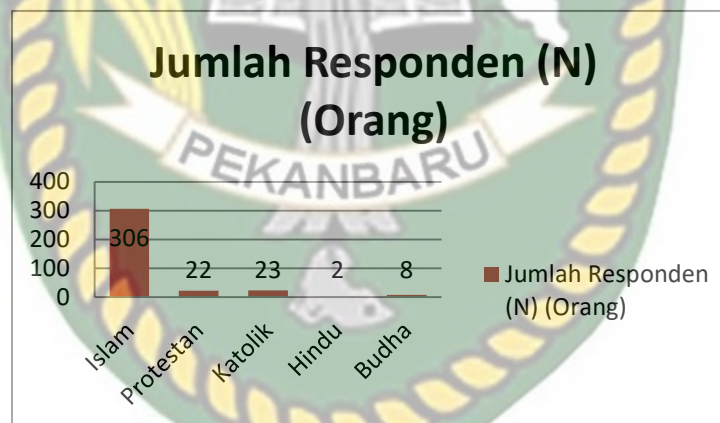 Jumlah Responden (N)
(Orang)
PEKANBARU
400
300
200
100
0
306
22
23
2
8
Islam
Protestan
Katolik
Hindu
Budha
Jumlah Responden
(N) (Orang)